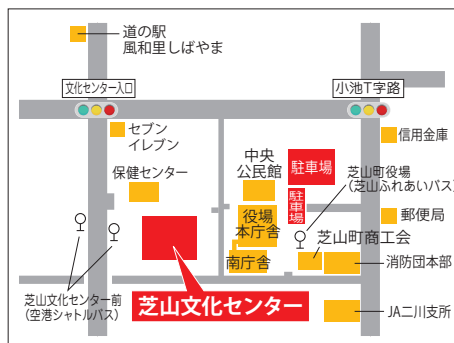 道の駅
風和里しばやま
文化センター入口
小池T字路
セブン
イレブン
信用金庫
中央
公民館
駐車場
保健センター
芝山町役場
(芝山ふれあいバス)
駐車場
役場
本庁舎
郵便局
芝山町商工会
南庁舎
消防団本部
芝山文化センター前
(空港シャトルバス)
芝山文化センター
JA二川支所